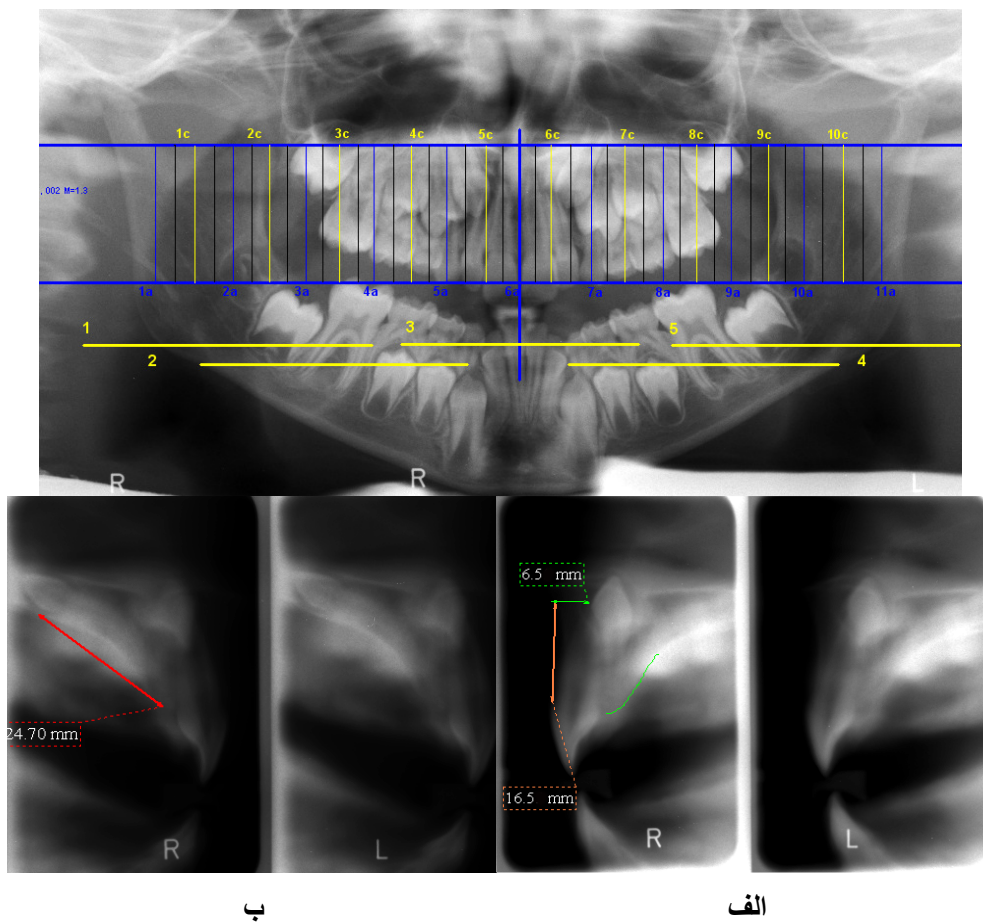 1c 2c 3c 4c 5c 6c 7c 8c 9c 10c
, 002 M=1,3
1a 2a 3a 4a 5a 6a 7a 8a 9a 10a 11a
1 3 5
2 4
R R L
6.5 mm
24.70 mm
16.5 mm
R L R L
ب الف